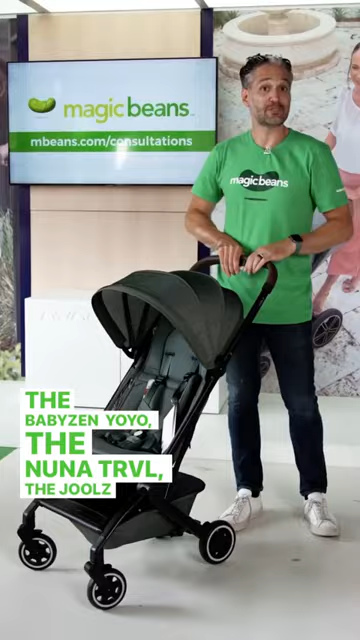 magicbeans
mbeans.com/consultations
magicbeans
THE
BABYZEN YOYO,
THE
NUNA TRVL,
THE JOOLZ